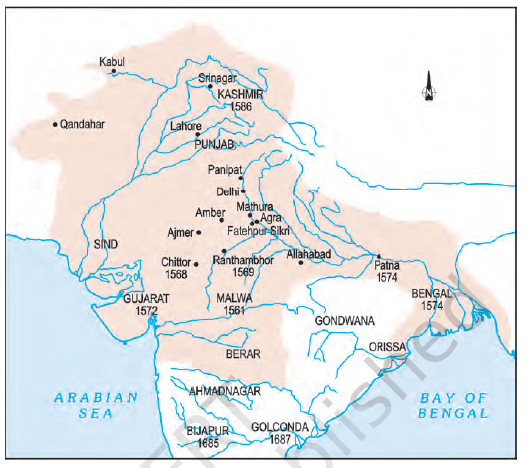 Kabul
Srinagar
KASHMIR
1586
Qandahar
Lahore
PUNJAB
Panipat
Delhi
Mathura
Amber
Agra
Fatehpur Sikri
Ajmer
SIND
Chittor
1568
Ranthambhor
1569
Allahabad
Patna
1574
GUJARAT
1572
MALWA
1561
BENGAL
1574
GONDWANA
ORISSA
BERAR
AHMADNAGAR
ARABIAN
SEA
BAY OF
BENGAL
BIJAPUR
1685
GOLCONDA
1687